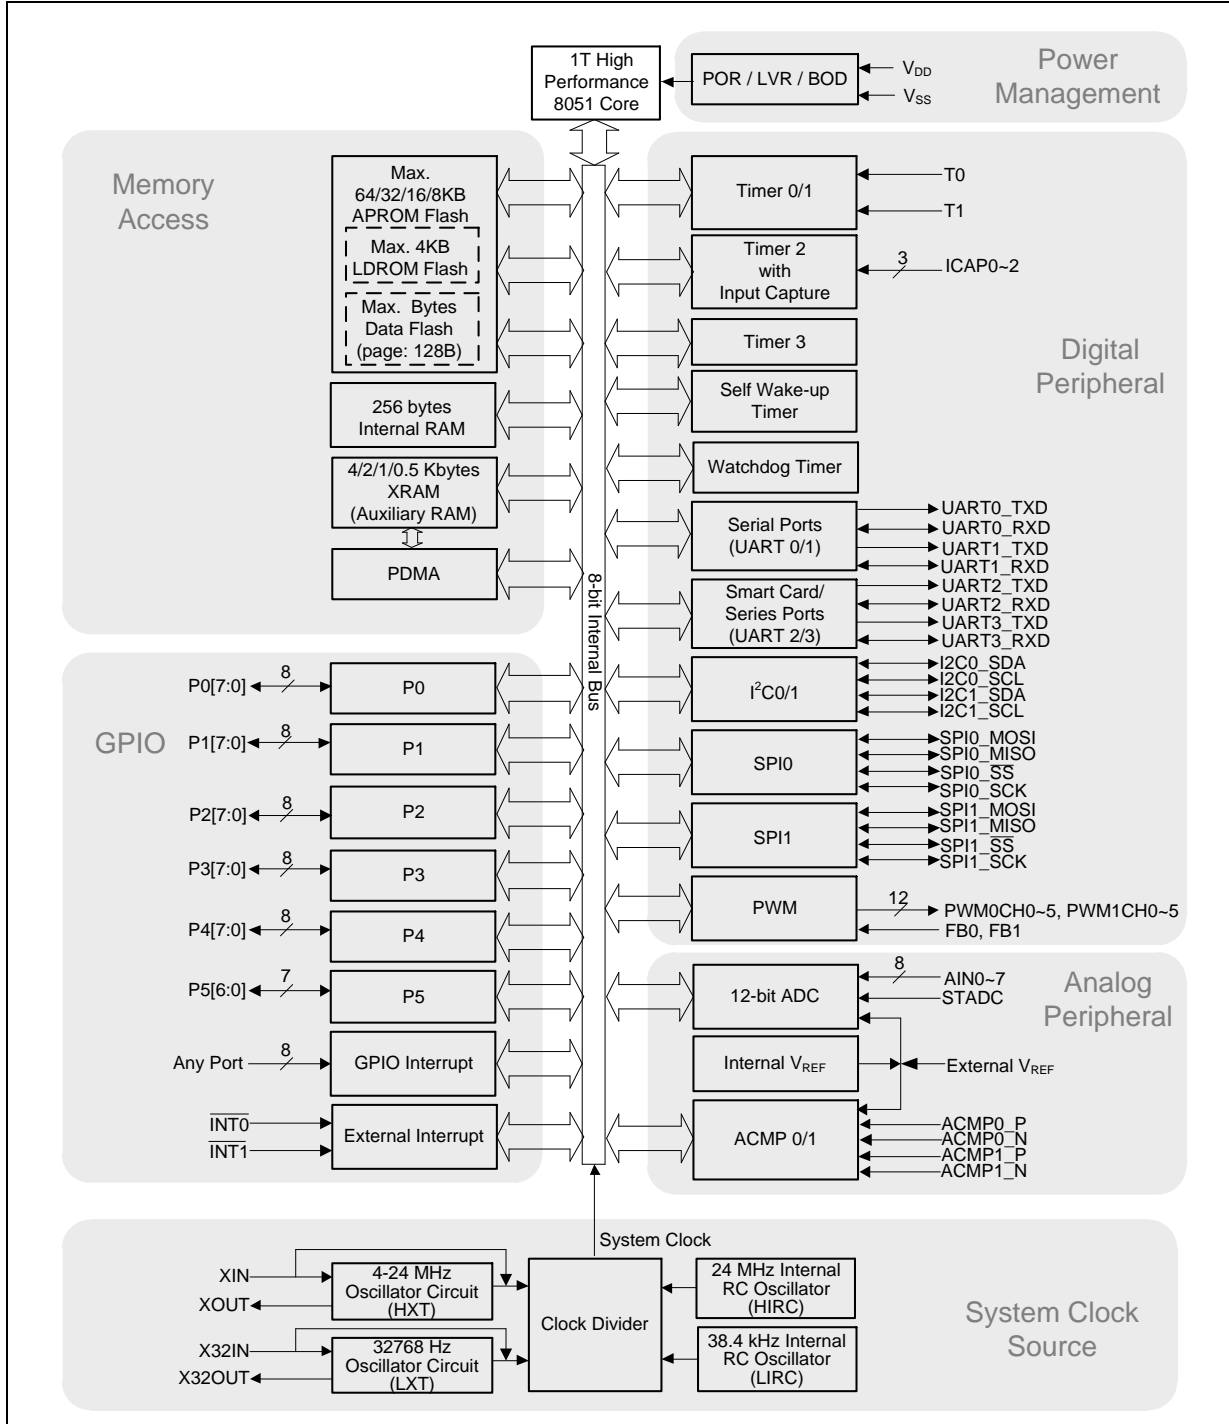 1T High
Performance
8051 Core
POR / LVR / BOD
VDD
VSS
Power
Management
Memory
Access
Max.
64/32/16/8KB
APROM Flash
Max. 4KB
LDROM Flash
Max. Bytes
Data Flash
(page: 128B)
256 bytes
Internal RAM
4/2/1/0.5 Kbytes
XRAM
(Auxiliary RAM)
PDMA
8-bit Internal Bus
Timer 0/1
T0
T1
Timer 2
with
Input Capture
3
ICAP0~2
Timer 3
Digital
Peripheral
Self Wake-up
Timer
Watchdog Timer
Serial Ports
(UART 0/1)
UART0_TXD
UART0_RXD
UART1_TXD
UART1_RXD
Smart Card/
Series Ports
(UART 2/3)
UART2_TXD
UART2_RXD
UART3_TXD
UART3_RXD
I²C0/1
I2C0_SDA
I2C0_SCL
I2C1_SDA
I2C1_SCL
SPI0
SPI0_MOSI
SPI0_MISO
SPI0_S̅S̅
SPI0_SCK
SPI1
SPI1_MOSI
SPI1_MISO
SPI1_S̅S̅
SPI1_SCK
PWM
12
PWM0CH0~5, PWM1CH0~5
FB0, FB1
GPIO
P0[7:0]
8
P0
P1[7:0]
8
P1
P2[7:0]
8
P2
P3[7:0]
8
P3
P4[7:0]
8
P4
P5[6:0]
7
P5
Any Port
8
GPIO Interrupt
I̅N̅T̅0̅
I̅N̅T̅1̅
External Interrupt
12-bit ADC
8
AIN0~7
STADC
Analog
Peripheral
Internal VREF
External VREF
ACMP 0/1
ACMP0_P
ACMP0_N
ACMP1_P
ACMP1_N
System Clock
XIN
XOUT
4-24 MHz
Oscillator Circuit
(HXT)
X32IN
X32OUT
32768 Hz
Oscillator Circuit
(LXT)
Clock Divider
24 MHz Internal
RC Oscillator
(HIRC)
38.4 kHz Internal
RC Oscillator
(LIRC)
System Clock
Source